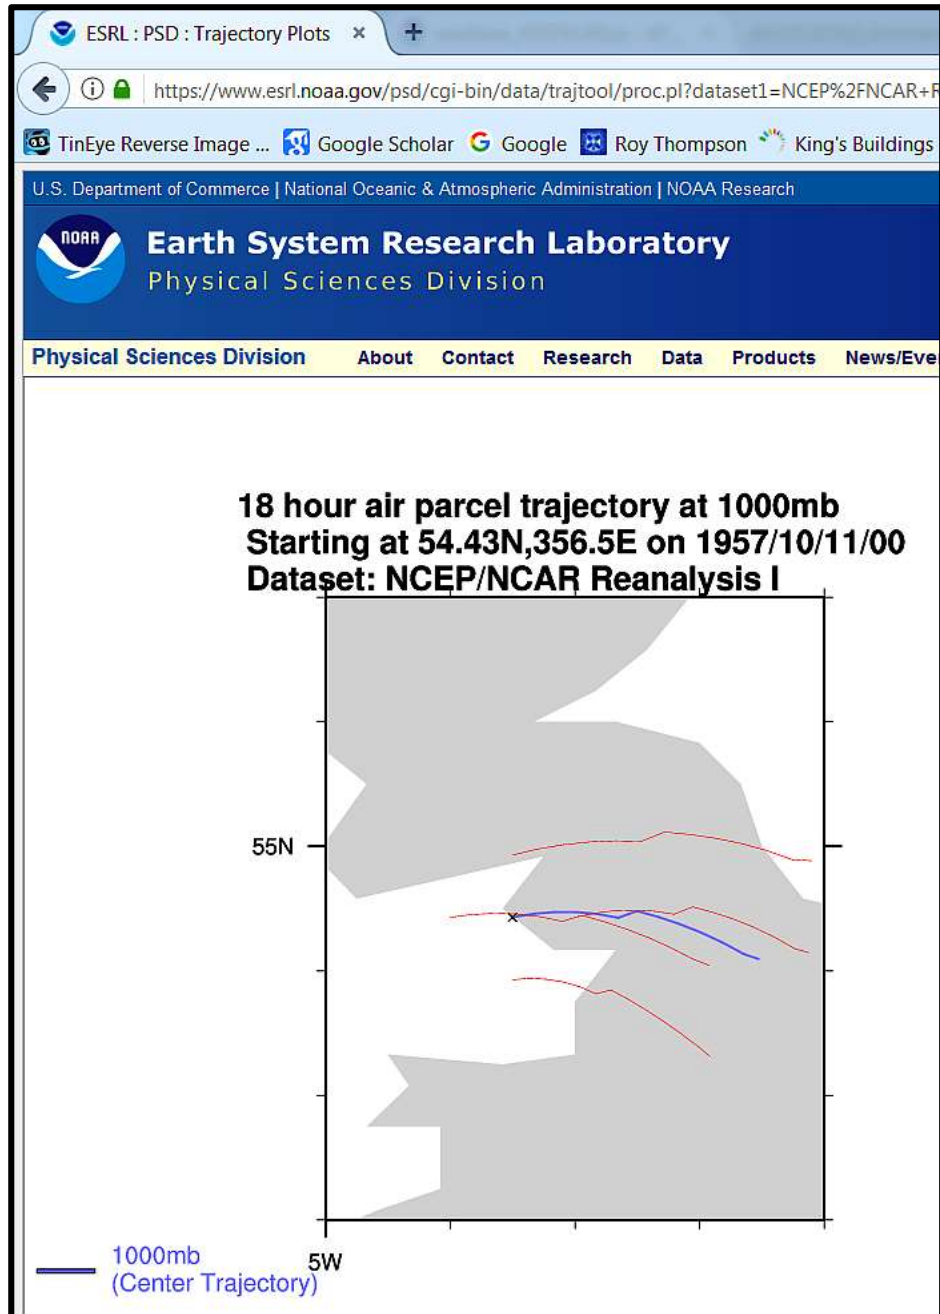 ESRL : PSD : Trajectory Plots
https://www.esrl.noaa.gov/psd/cgi-bin/data/trajtool/proc.pl?dataset1=NCEP%2FNCAR+R
TinEye Reverse Image ... Google Scholar Google Roy Thompson King's Buildings
U.S. Department of Commerce | National Oceanic & Atmospheric Administration | NOAA Research
NOAA
Earth System Research Laboratory
Physical Sciences Division
Physical Sciences Division About Contact Research Data Products News/Eve
18 hour air parcel trajectory at 1000mb
Starting at 54.43N,356.5E on 1957/10/11/00
Dataset: NCEP/NCAR Reanalysis I
55N
5W
1000mb
(Center Trajectory)